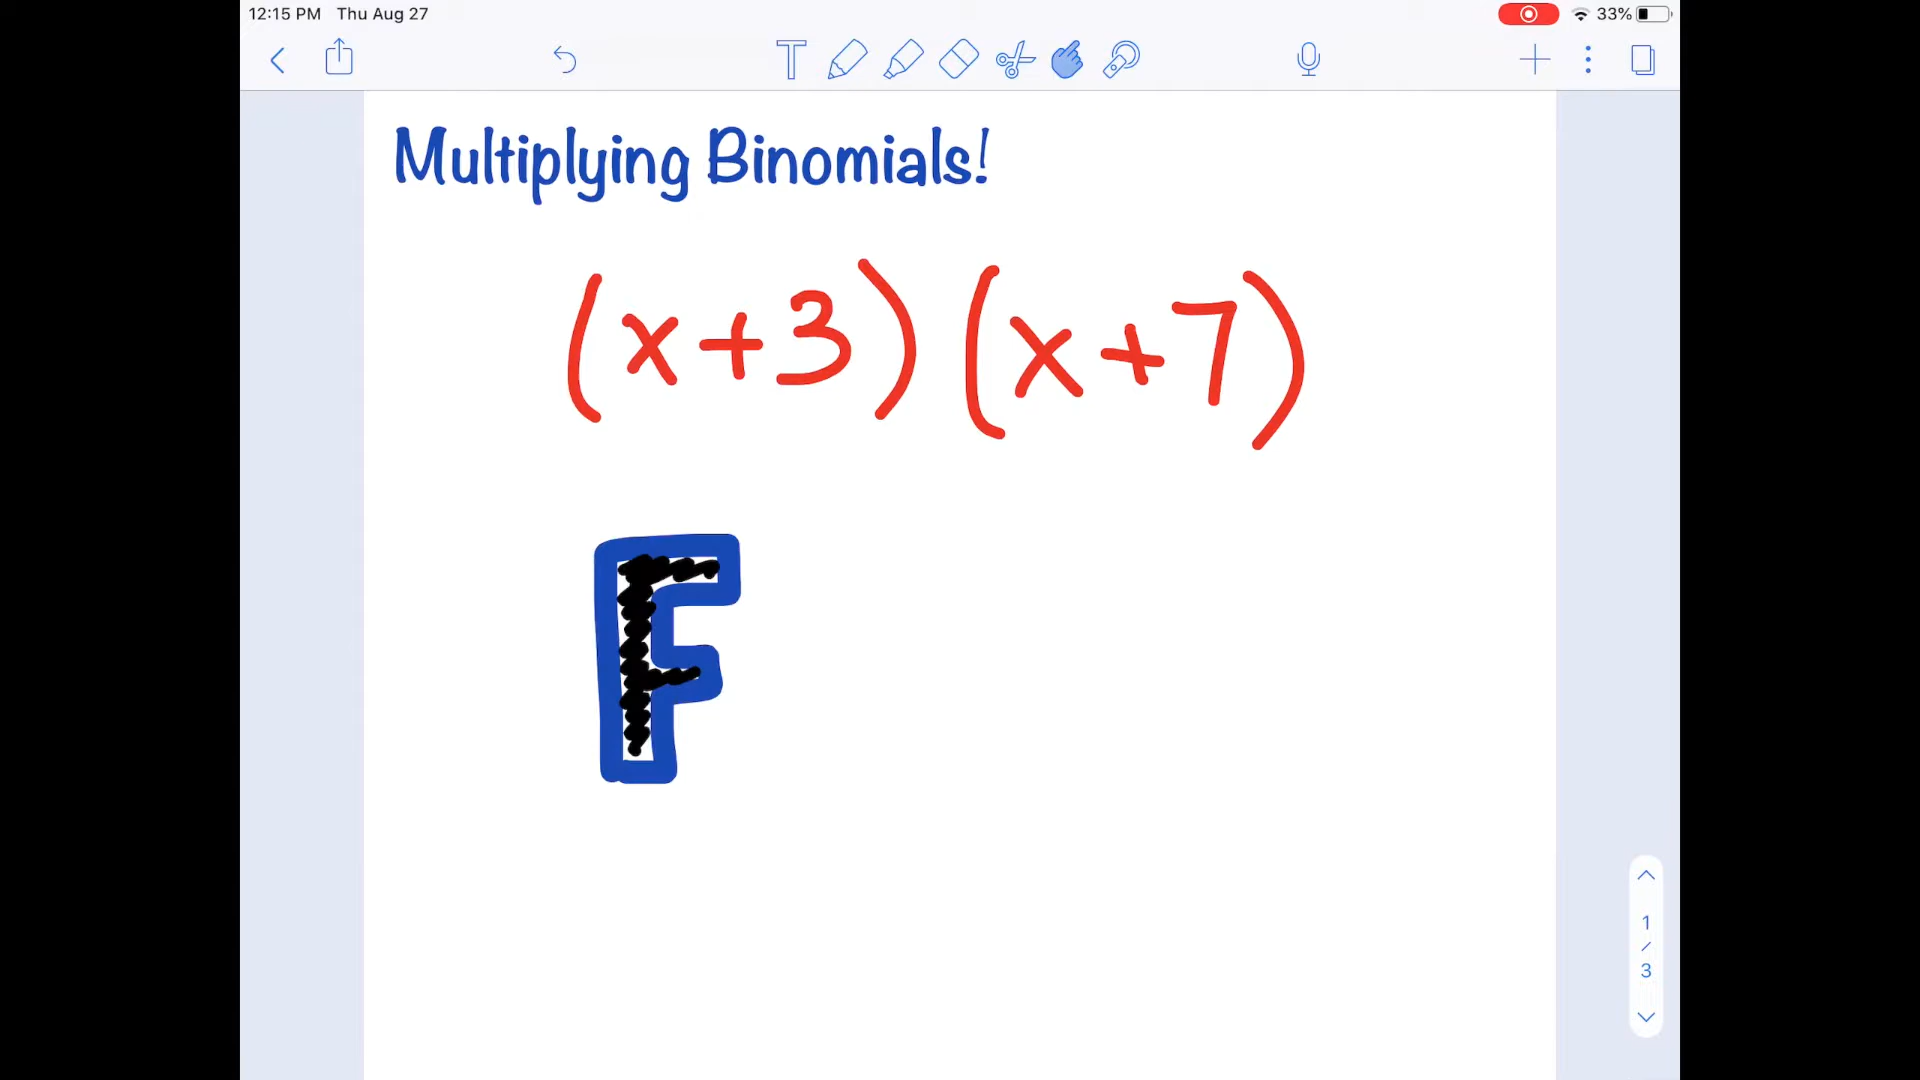 12:15 PM Thu Aug 27
33%
T
Multiplying Binomials!
(x+3)(x+7)
F
1
/
3